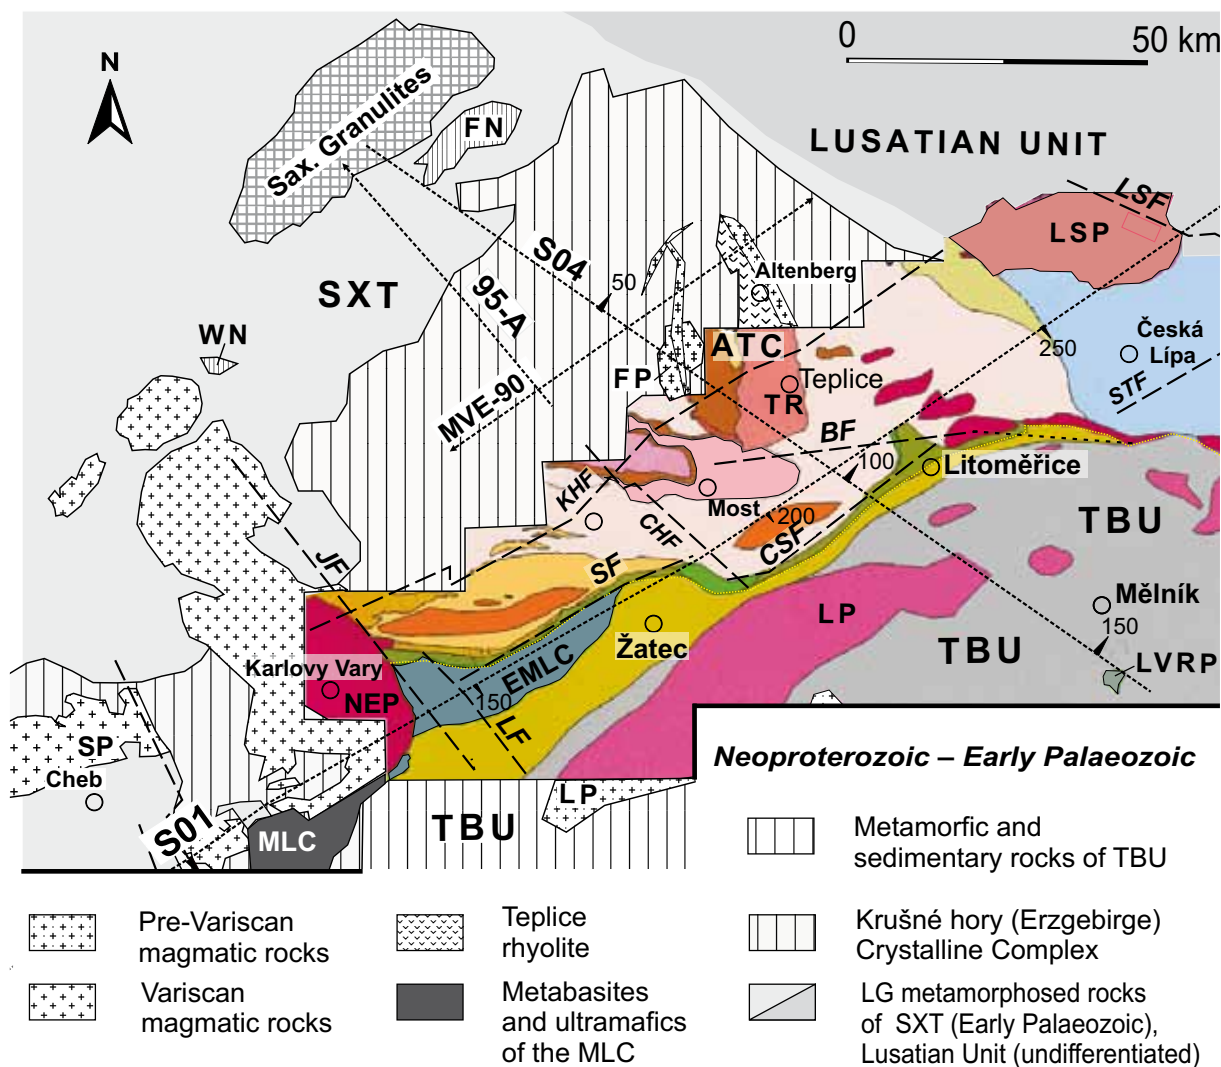 0 50 km
N
FN
Sax. Granulites
LUSATIAN UNIT
LSF
LSP
S04
Altenberg
50
SXT
95-A
WN
Česká
Lípa
250
ATC
FP
Teplice
TR
STF
MVE-90
BF
KHF
100
Litoměřice
Most
CHF
200
TBU
CSF
JF
SF
LP
Mělník
Žatec
TBU
150
Karlovy Vary
EMLC
LVRP
NEP
150
LF
SP
Cheb
Neoproterozoic – Early Palaeozoic
LP
S01
MLC
TBU
Metamorfic and
sedimentary rocks of TBU
Pre-Variscan
magmatic rocks
Teplice
rhyolite
Krušné hory (Erzgebirge)
Crystalline Complex
Variscan
magmatic rocks
Metabasites
and ultramafics
of the MLC
LG metamorphosed rocks
of SXT (Early Palaeozoic),
Lusatian Unit (undifferentiated)